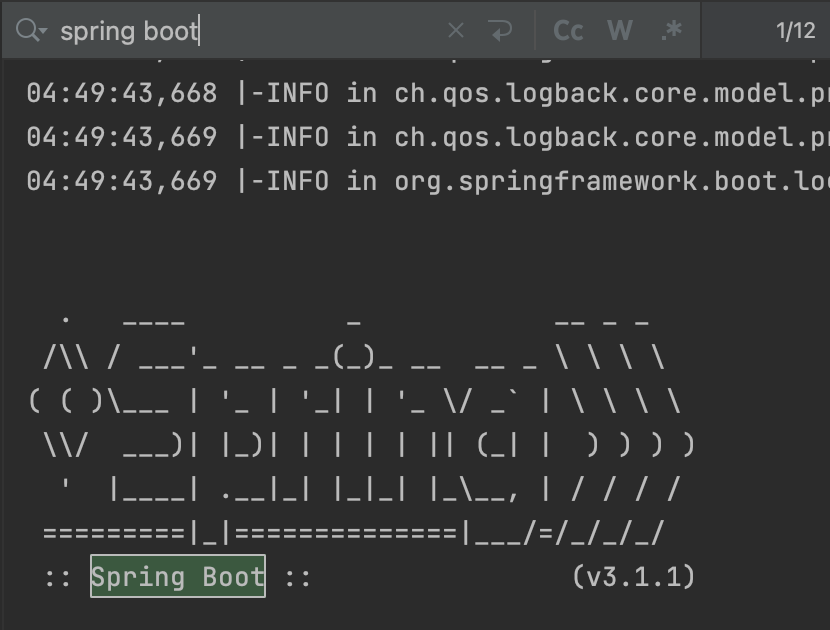 spring boot
Cc W .* 1/12
04:49:43,668 |-INFO in ch.qos.logback.core.model.pr
04:49:43,669 |-INFO in ch.qos.logback.core.model.pr
04:49:43,669 |-INFO in org.springframework.boot.log
  .   ____          _            __ _ _
 /\\ / ___'_ __ _ _(_)_ __  __ _ \ \ \ \
( ( )\___ | '_ | '_| | '_ \/ _` | \ \ \ \
 \\/  ___)| |_)| | | | | || (_| |  ) ) ) )
  '  |____| .__|_| |_|_| |_\__, | / / / /
 =========|_|==============|___/=/_/_/_/
 :: Spring Boot ::                (v3.1.1)